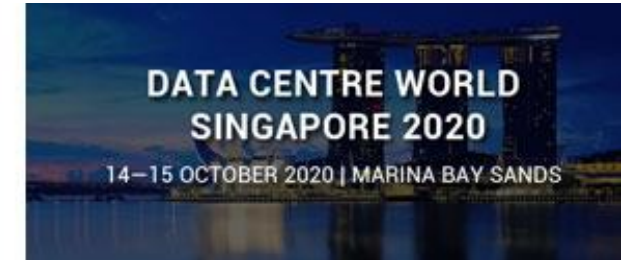 DATA CENTRE WORLD
SINGAPORE 2020
14–15 OCTOBER 2020 | MARINA BAY SANDS